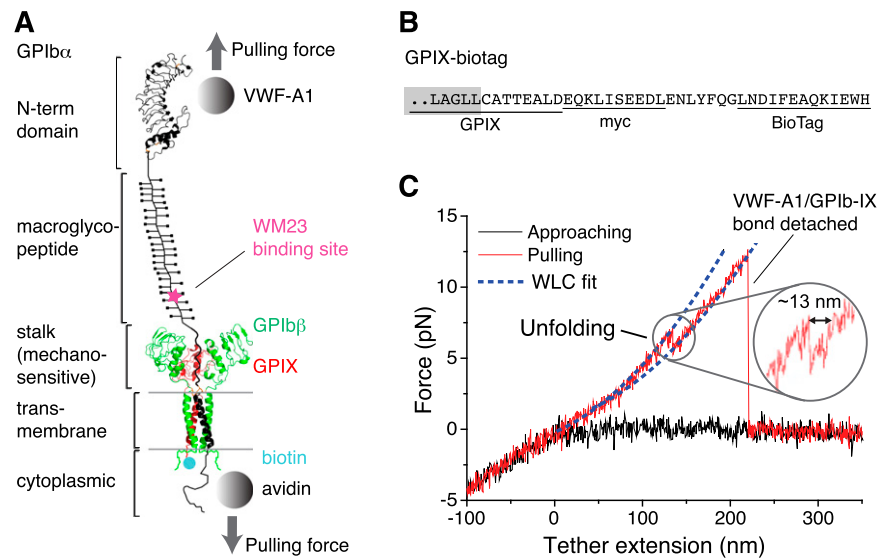 A
GPIbα
Pulling force
VWF-A1
N-term
domain
macroglyco-
peptide
WM23
binding site
stalk
(mechano-
sensitive)
GPIbβ
GPIX
trans-
membrane
cytoplasmic
biotin
avidin
Pulling force
B
GPIX-biotag
..LAGLLCATTEALDEQKLISEEDLENLYFQGLNDIFEAQKIEWH
GPIX myc BioTag
C
VWF-A1/GPIb-IX
bond detached
Approaching
Pulling
WLC fit
Unfolding
~13 nm
Force (pN)
15
10
5
0
-5
-100 0 100 200 300
Tether extension (nm)